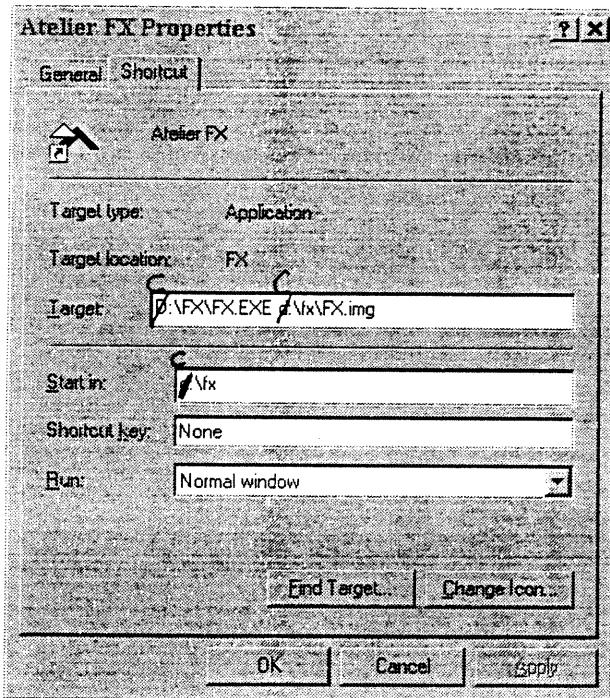 Atelier FX Properties ? X
General Shortcut
Atelier FX
Target type: Application
Target location: FX
C C
Target: D:\FX\FX.EXE d:\fx\FX.img
C
Start in: d:\fx
Shortcut key: None
Run: Normal window
Find Target... Change Icon...
OK Cancel Apply